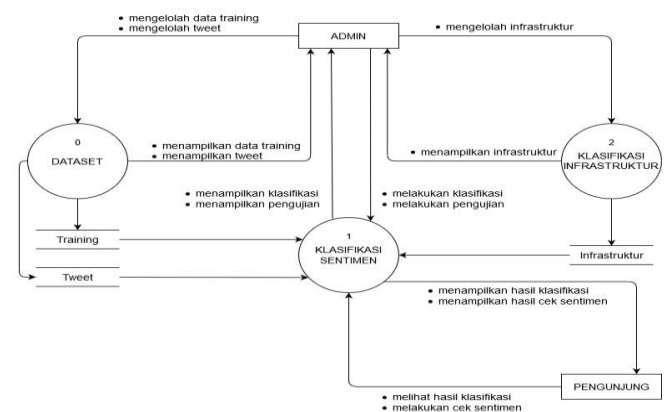 • mengelolah data training
• mengelolah tweet
ADMIN
• mengelolah infrastruktur
0
DATASET
• menampilkan data training
• menampilkan tweet
• menampilkan infrastruktur
2
KLASIFIKASI
INFRASTRUKTUR
• menampilkan klasifikasi
• menampilkan pengujian
• melakukan klasifikasi
• melakukan pengujian
Training
1
KLASIFIKASI
SENTIMEN
Infrastruktur
Tweet
• menampilkan hasil klasifikasi
• menampilkan hasil cek sentimen
PENGUNJUNG
• melihat hasil klasifikasi
• melakukan cek sentimen